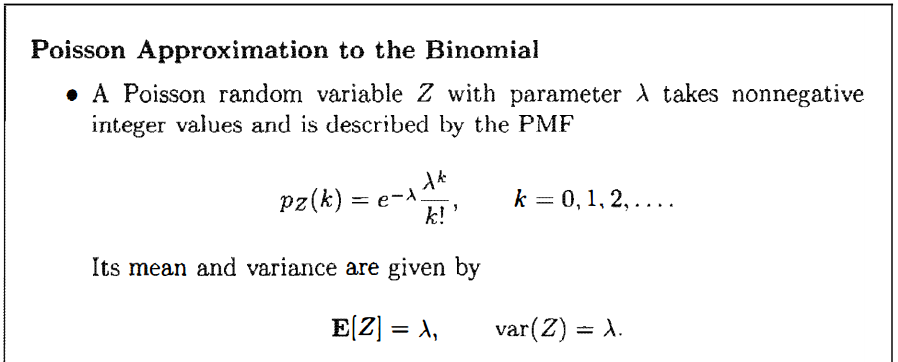 Poisson Approximation to the Binomial
• A Poisson random variable Z with parameter λ takes nonnegative
integer values and is described by the PMF
p_Z(k) = e^{-λ} \frac{λ^k}{k!},    k = 0, 1, 2, . . . .
Its mean and variance are given by
E[Z] = λ,    var(Z) = λ.